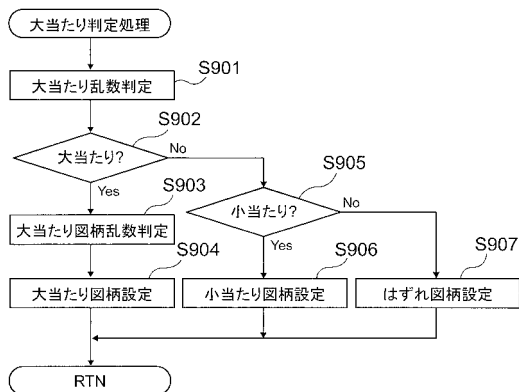 大当たり判定処理
S901
大当たり乱数判定
S902
大当たり?
No
S905
Yes
S903
小当たり?
No
大当たり図柄乱数判定
S904
Yes
S906
S907
大当たり図柄設定
小当たり図柄設定
はずれ図柄設定
RTN